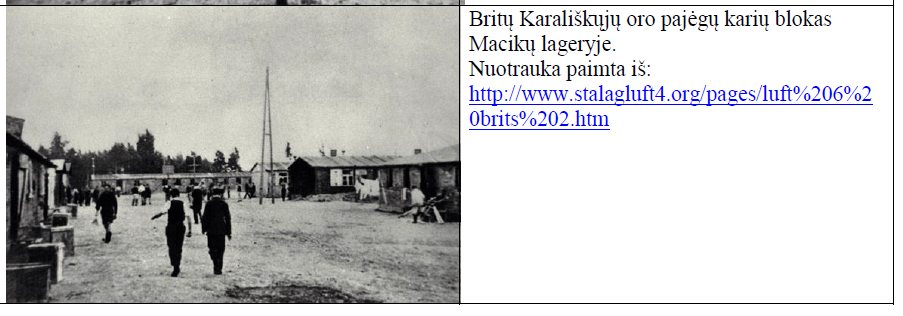 Britų Karališkųjų oro pajėgų karių blokas
Macikų lageryje.
Nuotrauka paimta iš:
http://www.stalagluft4.org/pages/luft%206%2
0brits%202.htm